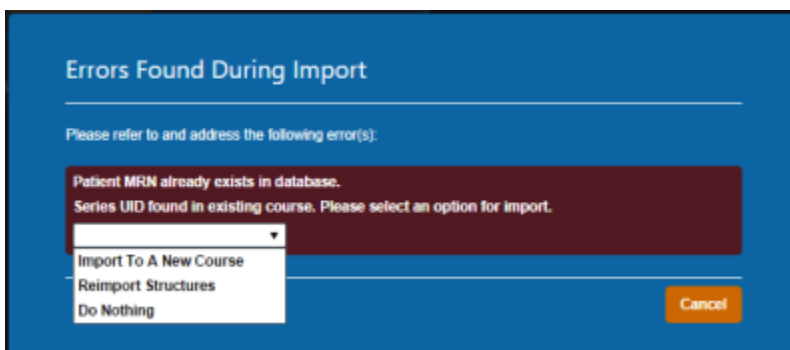 Errors Found During Import
Please refer to and address the following error(s):
Patient MRN already exists in database.
Series UID found in existing course. Please select an option for import.
Import To A New Course
Reimport Structures
Do Nothing
Cancel